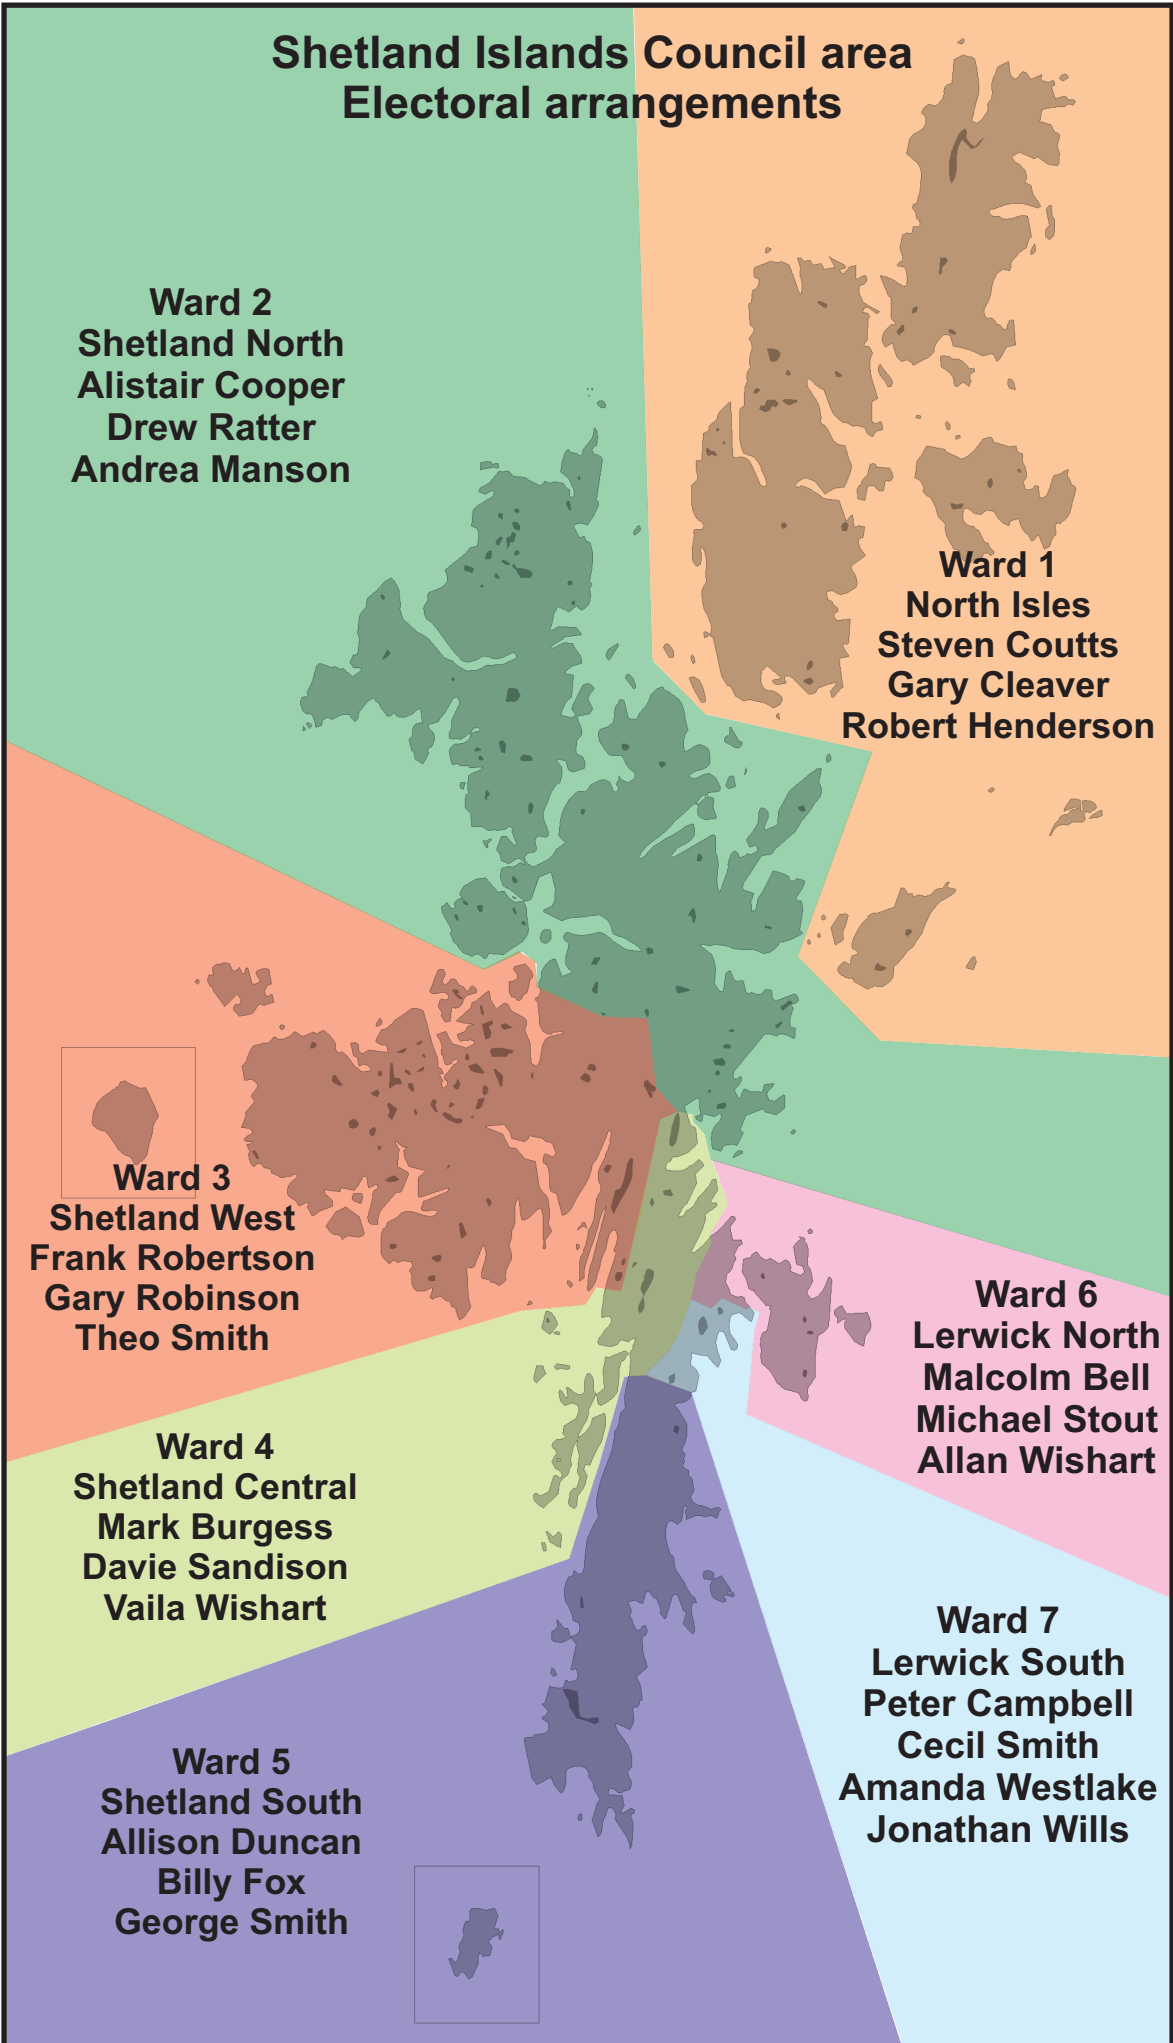 Shetland Islands Council area
Electoral arrangements
Ward 2
Shetland North
Alistair Cooper
Drew Ratter
Andrea Manson
Ward 1
North Isles
Steven Coutts
Gary Cleaver
Robert Henderson
Ward 3
Shetland West
Frank Robertson
Gary Robinson
Theo Smith
Ward 6
Lerwick North
Malcolm Bell
Michael Stout
Allan Wishart
Ward 4
Shetland Central
Mark Burgess
Davie Sandison
Vaila Wishart
Ward 7
Lerwick South
Peter Campbell
Cecil Smith
Amanda Westlake
Jonathan Wills
Ward 5
Shetland South
Allison Duncan
Billy Fox
George Smith